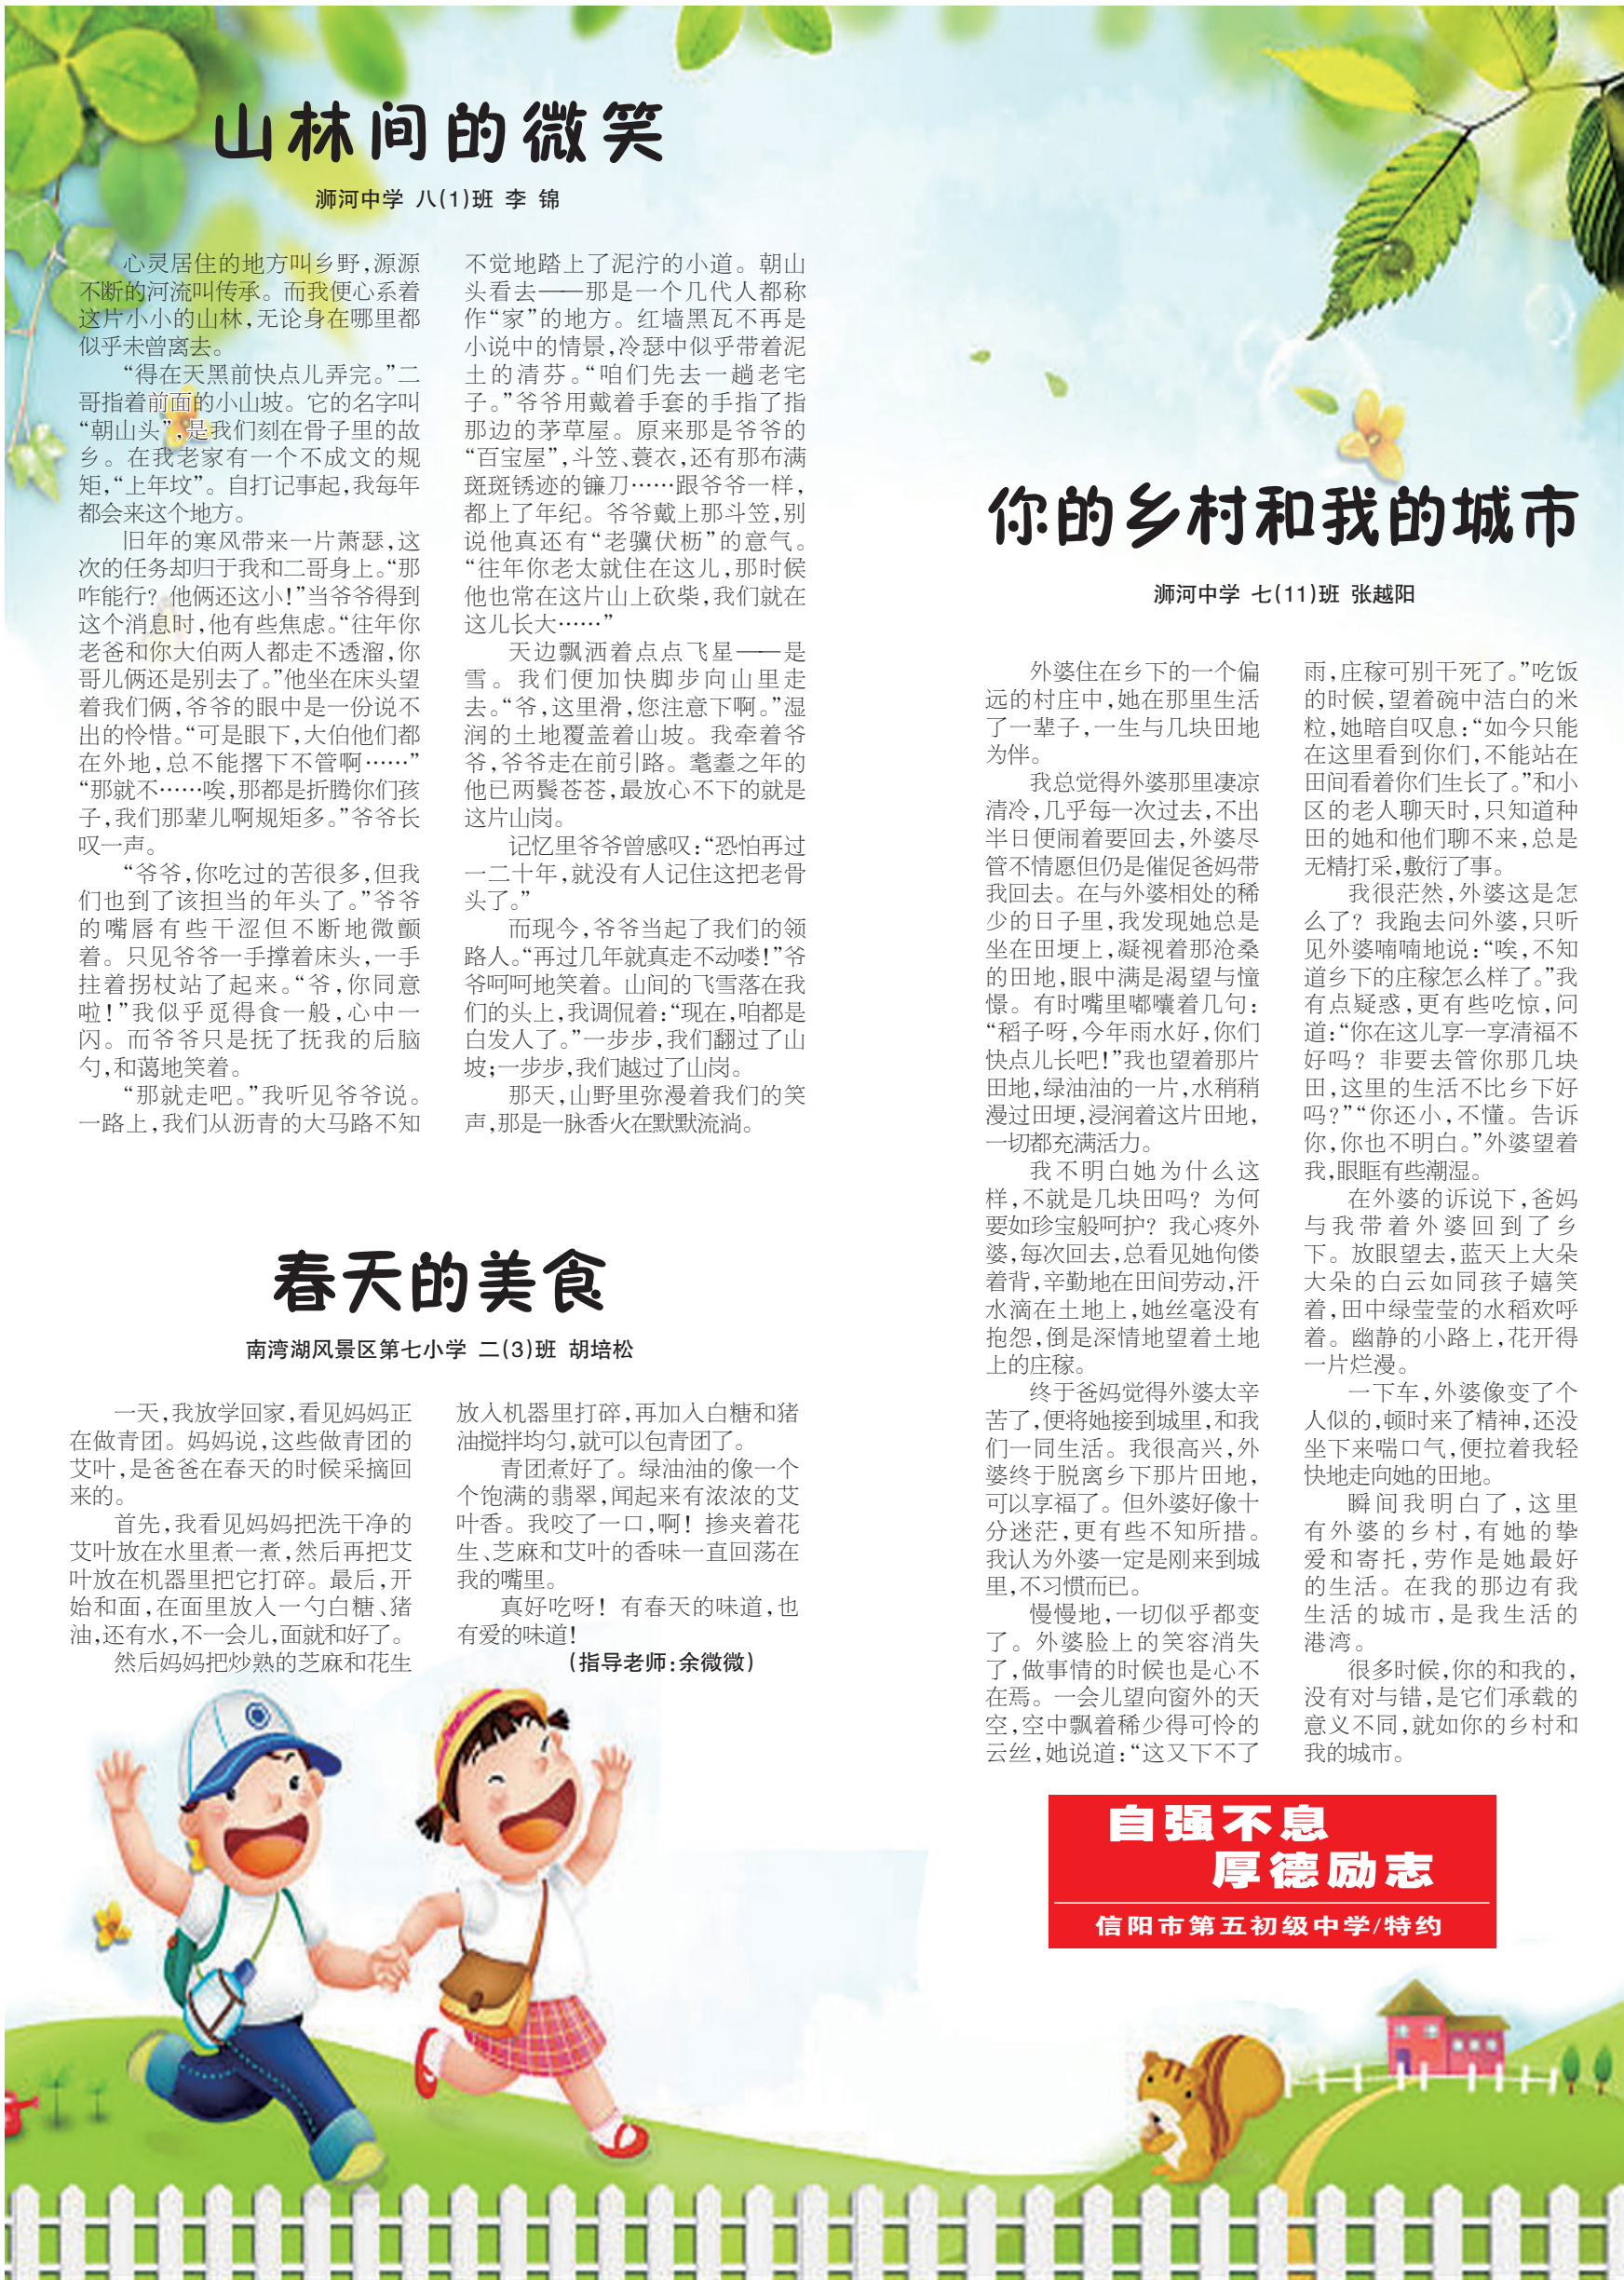 山林间的微笑
浉河中学 八(1)班 李 锦
心灵居住的地方叫乡野，源源
不断的河流叫传承。而我便心系着
这片小小的山林，无论身在哪里都
似乎未曾离去。
“得在天黑前快点儿弄完。”二
哥指着前面的小山坡。它的名字叫
“朝山头”，是我们刻在骨子里的故
乡。在我老家有一个不成文的规
矩，“上年坟”。自打记事起，我每年
都会来这个地方。
旧年的寒风带来一片萧瑟，这
次的任务却归于我和二哥身上。“那
咋能行？他俩还这小！”当爷爷得到
这个消息时，他有些焦虑。“往年你
老爸和你大伯两人都走不透溜，你
哥儿俩还是别去了。”他坐在床头望
着我们俩，爷爷的眼中是一份说不
出的怜惜。“可是眼下，大伯他们都
在外地，总不能撂下不管啊……”
“那就不……唉，那都是折腾你们孩
子，我们那辈儿啊规矩多。”爷爷长
叹一声。
“爷爷，你吃过的苦很多，但我
们也到了该担当的年头了。”爷爷
的嘴唇有些干涩但不断地微颤
着。只见爷爷一手撑着床头，一手
拄着拐杖站了起来。“爷，你同意
啦！”我似乎觅得食一般，心中一
闪。而爷爷只是抚了抚我的后脑
勺，和蔼地笑着。
“那就走吧。”我听见爷爷说。
一路上，我们从沥青的大马路不知
不觉地踏上了泥泞的小道。朝山
头看去——那是一个几代人都称
作“家”的地方。红墙黑瓦不再是
小说中的情景，冷瑟中似乎带着泥
土的清芬。“咱们先去一趟老宅
子。”爷爷用戴着手套的手指了指
那边的茅草屋。原来那是爷爷的
“百宝屋”，斗笠、蓑衣，还有那布满
斑斑锈迹的镰刀……跟爷爷一样，
都上了年纪。爷爷戴上那斗笠，别
说他真还有“老骥伏枥”的意气。
“往年你老太就住在这儿，那时候
他也常在这片山上砍柴，我们就在
这儿长大……”
天边飘洒着点点飞星——是
雪。我们便加快脚步向山里走
去。“爷，这里滑，您注意下啊。”湿
润的土地覆盖着山坡。我牵着爷
爷，爷爷走在前引路。耄耋之年的
他已两鬓苍苍，最放心不下的就是
这片山岗。
记忆里爷爷曾感叹：“恐怕再过
一二十年，就没有人记住这把老骨
头了。”
而现今，爷爷当起了我们的领
路人。“再过几年就真走不动喽！”爷
爷呵呵地笑着。山间的飞雪落在我
们的头上，我调侃着：“现在，咱都是
白发人了。”一步步，我们翻过了山
坡；一步步，我们越过了山岗。
那天，山野里弥漫着我们的笑
声，那是一脉香火在默默流淌。
春天的美食
南湾湖风景区第七小学 二(3)班 胡培松
一天，我放学回家，看见妈妈正
在做青团。妈妈说，这些做青团的
艾叶，是爸爸在春天的时候采摘回
来的。
首先，我看见妈妈把洗干净的
艾叶放在水里煮一煮，然后再把艾
叶放在机器里把它打碎。最后，开
始和面，在面里放入一勺白糖、猪
油，还有水，不一会儿，面就和好了。
然后妈妈把炒熟的芝麻和花生
放入机器里打碎，再加入白糖和猪
油搅拌均匀，就可以包青团了。
青团煮好了。绿油油的像一个
个饱满的翡翠，闻起来有浓浓的艾
叶香。我咬了一口，啊！掺夹着花
生、芝麻和艾叶的香味一直回荡在
我的嘴里。
真好吃呀！有春天的味道，也
有爱的味道！
（指导老师：余微微）
你的乡村和我的城市
浉河中学 七(11)班 张越阳
外婆住在乡下的一个偏
远的村庄中，她在那里生活
了一辈子，一生与几块田地
为伴。
我总觉得外婆那里凄凉
清冷，几乎每一次过去，不出
半日便闹着要回去，外婆尽
管不情愿但仍是催促爸妈带
我回去。在与外婆相处的稀
少的日子里，我发现她总是
坐在田埂上，凝视着那沧桑
的田地，眼中满是渴望与憧
憬。有时嘴里嘟囔着几句：
“稻子呀，今年雨水好，你们
快点儿长吧！”我也望着那片
田地，绿油油的一片，水稍稍
漫过田埂，浸润着这片田地，
一切都充满活力。
我不明白她为什么这
样，不就是几块田吗？为何
要如珍宝般呵护？我心疼外
婆，每次回去，总看见她佝偻
着背，辛勤地在田间劳动，汗
水滴在土地上，她丝毫没有
抱怨，倒是深情地望着土地
上的庄稼。
终于爸妈觉得外婆太辛
苦了，便将她接到城里，和我
们一同生活。我很高兴，外
婆终于脱离乡下那片田地，
可以享福了。但外婆好像十
分迷茫，更有些不知所措。
我认为外婆一定是刚来到城
里，不习惯而已。
慢慢地，一切似乎都变
了。外婆脸上的笑容消失
了，做事情的时候也是心不
在焉。一会儿望向窗外的天
空，空中飘着稀少得可怜的
云丝，她说道：“这又下不了
雨，庄稼可别干死了。”吃饭
的时候，望着碗中洁白的米
粒，她暗自叹息：“如今只能
在这里看到你们，不能站在
田间看着你们生长了。”和小
区的老人聊天时，只知道种
田的她和他们聊不来，总是
无精打采，敷衍了事。
我很茫然，外婆这是怎
么了？我跑去问外婆，只听
见外婆喃喃地说：“唉，不知
道乡下的庄稼怎么样了。”我
有点疑惑，更有些吃惊，问
道：“你在这儿享一享清福不
好吗？非要去管你那几块
田，这里的生活不比乡下好
吗？”“你还小，不懂。告诉
你，你也不明白。”外婆望着
我，眼眶有些潮湿。
在外婆的诉说下，爸妈
与我带着外婆回到了乡
下。放眼望去，蓝天上大朵
大朵的白云如同孩子嬉笑
着，田中绿莹莹的水稻欢呼
着。幽静的小路上，花开得
一片烂漫。
一下车，外婆像变了个
人似的，顿时来了精神，还没
坐下来喘口气，便拉着我轻
快地走向她的田地。
瞬间我明白了，这里
有外婆的乡村，有她的挚
爱和寄托，劳作是她最好
的生活。在我的那边有我
生活的城市，是我生活的
港湾。
很多时候，你的和我的，
没有对与错，是它们承载的
意义不同，就如你的乡村和
我的城市。
自强不息
厚德励志
信阳市第五初级中学/特约